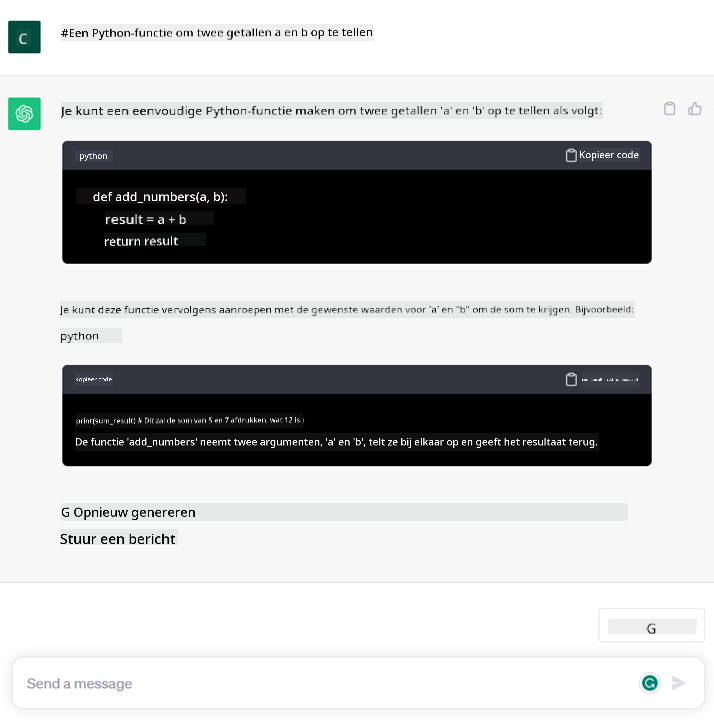 C
#Een Python-functie om twee getallen a en b op te tellen
Je kunt een eenvoudige Python-functie maken om twee getallen 'a' en 'b' op te tellen als volgt:
python
Kopieer code
def add_numbers(a, b):
result = a + b
return result
Je kunt deze functie vervolgens aanroepen met de gewenste waarden voor 'a' en "b" om de som te krijgen. Bijvoorbeeld:
python
Kopieer code
print(sum_result) # Dit zal de som van 5 en 7 afdrukken, wat 12 is
De functie 'add_numbers' neemt twee argumenten, 'a' en 'b', telt ze bij elkaar op en geeft het resultaat terug.
G Opnieuw genereren
Stuur een bericht
G
Send a message